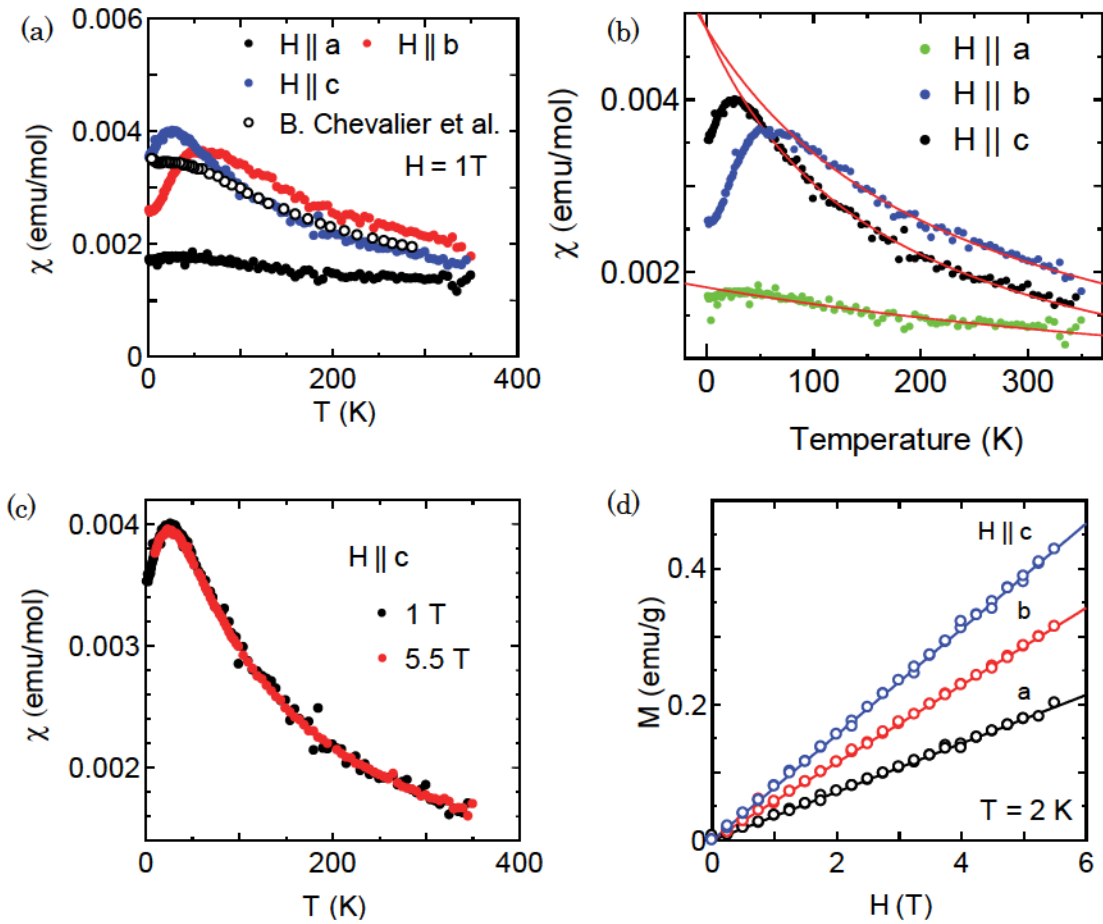 (a)
0.006
0.004
0.002
0
χ (emu/mol)
H || a H || b
H || c
B. Chevalier et al.
H = 1T
0 200 400
T (K)
(b)
0.004
0.002
χ (emu/mol)
H || a
H || b
H || c
0 100 200 300
Temperature (K)
(c)
0.004
0.003
0.002
χ (emu/mol)
H || c
1 T
5.5 T
0 200 400
T (K)
(d)
0.4
0.2
0
M (emu/g)
H || c
b
a
T = 2 K
0 2 4 6
H (T)